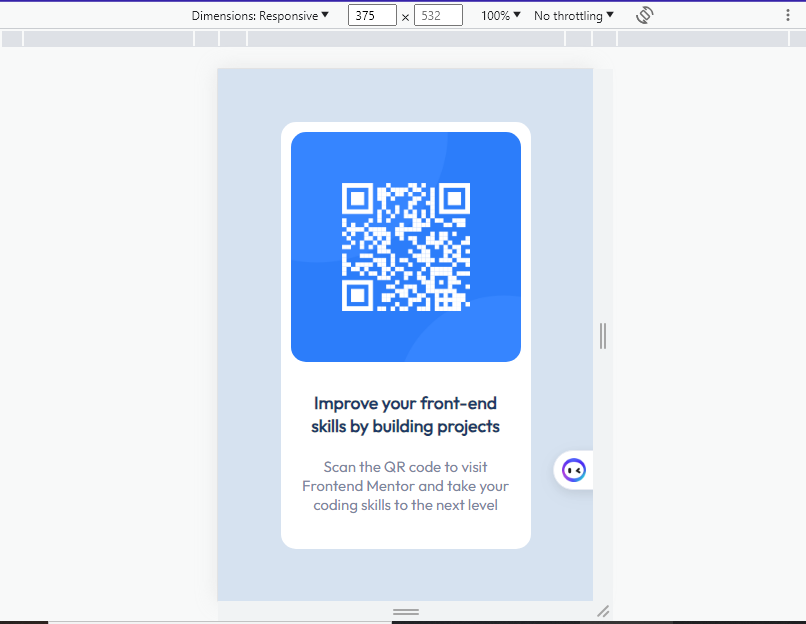 Dimensions: Responsive 375 × 532 100% No throttling
Improve your front-end
skills by building projects
Scan the QR code to visit
Frontend Mentor and take your
coding skills to the next level